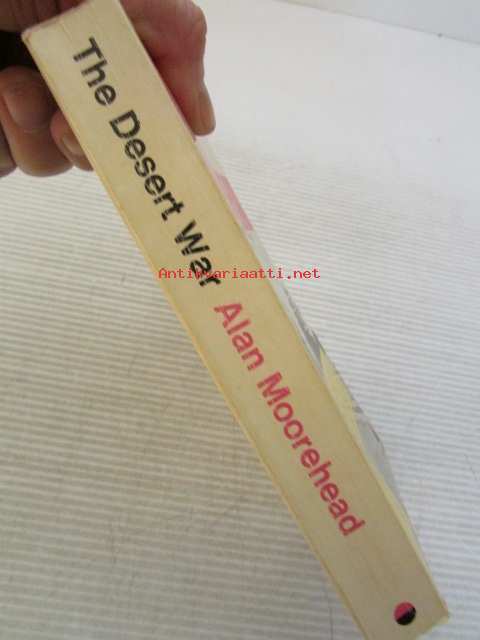 The Desert War Alan Moorehead
Antikvariaatti.net